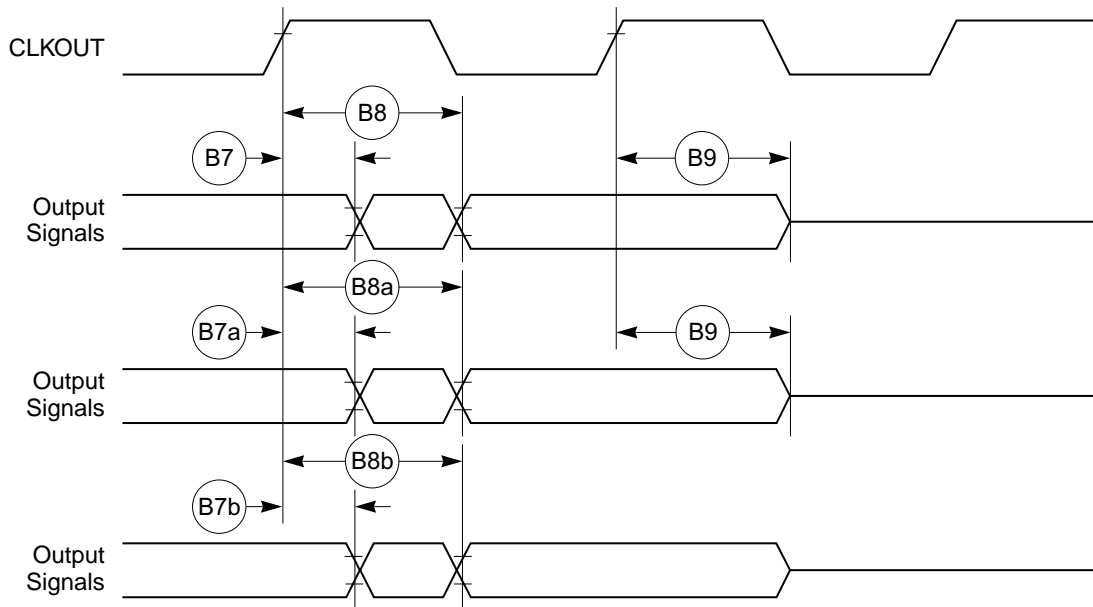 CLKOUT
B8
B7
B9
Output
Signals
B8a
B7a
B9
Output
Signals
B8b
B7b
Output
Signals